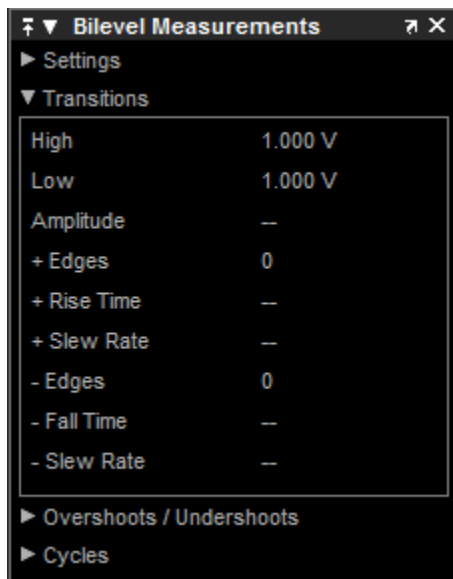 Bilevel Measurements
Settings
Transitions
High 1.000 V
Low 1.000 V
Amplitude --
+ Edges 0
+ Rise Time --
+ Slew Rate --
- Edges 0
- Fall Time --
- Slew Rate --
Overshoots / Undershoots
Cycles